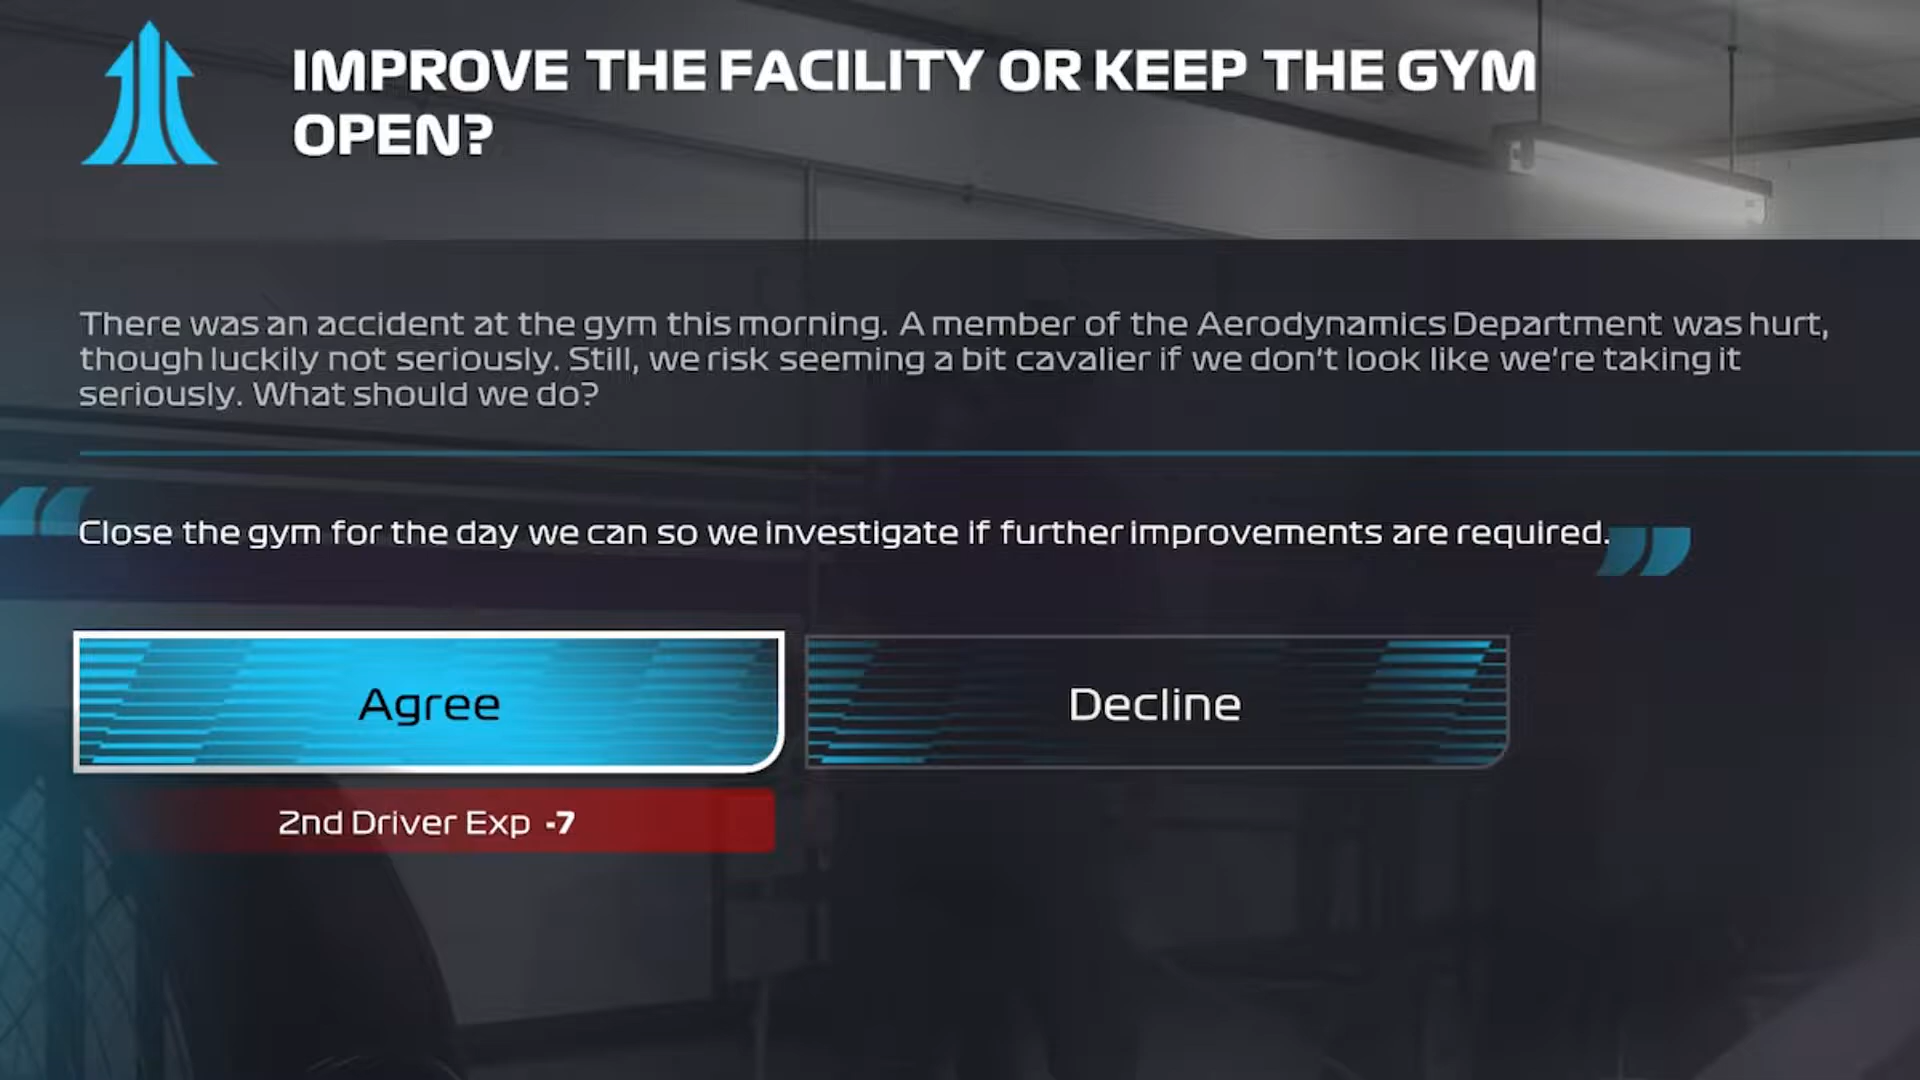 IMPROVE THE FACILITY OR KEEP THE GYM
OPEN?
There was an accident at the gym this morning. A member of the Aerodynamics Department was hurt,
though luckily not seriously. Still, we risk seeming a bit cavalier if we don't look like we're taking it
seriously. What should we do?
Close the gym for the day we can so we investigate if further improvements are required.
Agree
Decline
2nd Driver Exp -7